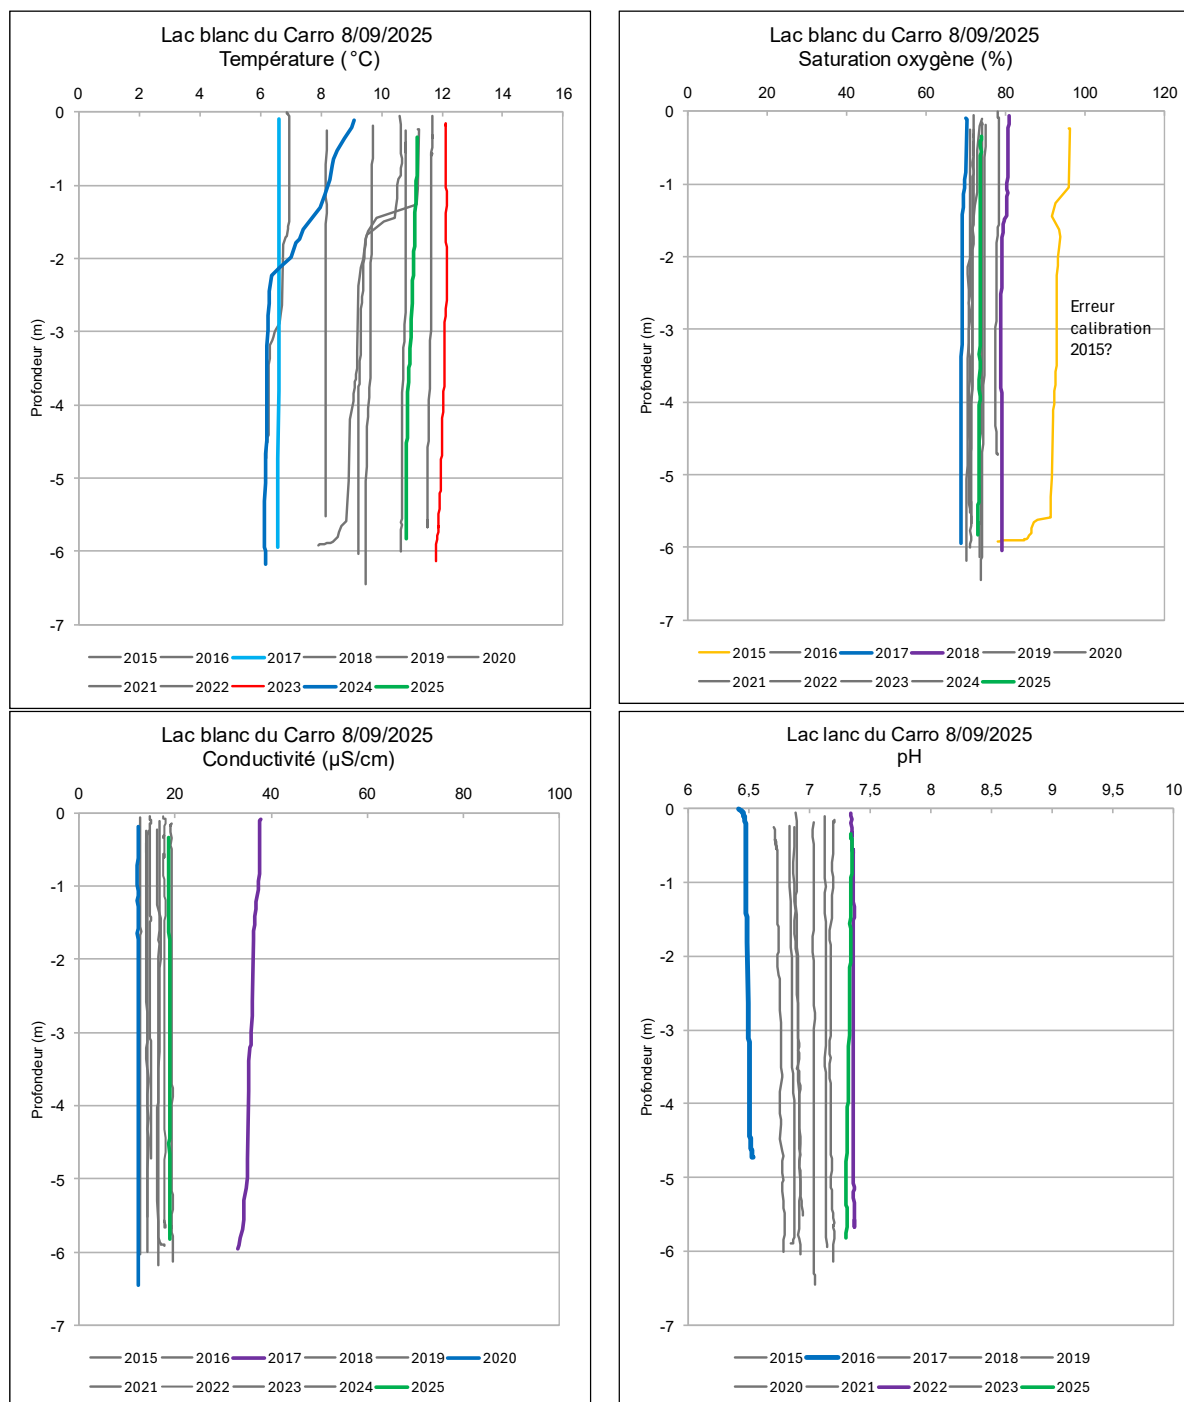 Lac blanc du Carro 8/09/2025
Température (°C)
0 2 4 6 8 10 12 14 16
0
-1
-2
-3
-4
-5
-6
-7
Profondeur (m)
2015 2016 2017 2018 2019 2020
2021 2022 2023 2024 2025
Lac blanc du Carro 8/09/2025
Saturation oxygène (%)
0 20 40 60 80 100 120
0
-1
-2
-3
-4
-5
-6
-7
Profondeur (m)
Erreur
calibration
2015?
2015 2016 2017 2018 2019 2020
2021 2022 2023 2024 2025
Lac blanc du Carro 8/09/2025
Conductivité (µS/cm)
0 20 40 60 80 100
0
-1
-2
-3
-4
-5
-6
-7
Profondeur (m)
2015 2016 2017 2018 2019 2020
2021 2022 2023 2024 2025
Lac lanc du Carro 8/09/2025
pH
6 6,5 7 7,5 8 8,5 9 9,5 10
0
-1
-2
-3
-4
-5
-6
-7
Profondeur (m)
2015 2016 2017 2018 2019
2020 2021 2022 2023 2025